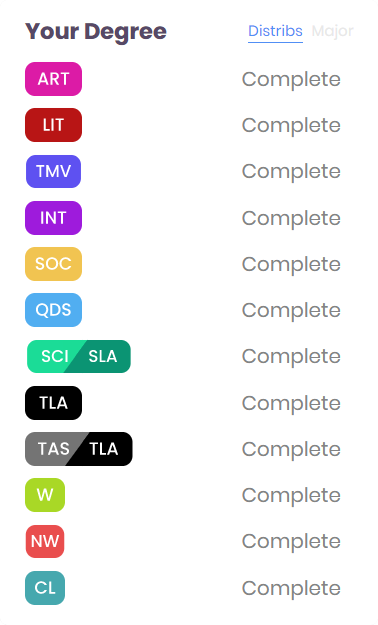 Your Degree Distribs Major
ART Complete
LIT Complete
TMV Complete
INT Complete
SOC Complete
QDS Complete
SCI SLA Complete
TLA Complete
TAS TLA Complete
W Complete
NW Complete
CL Complete